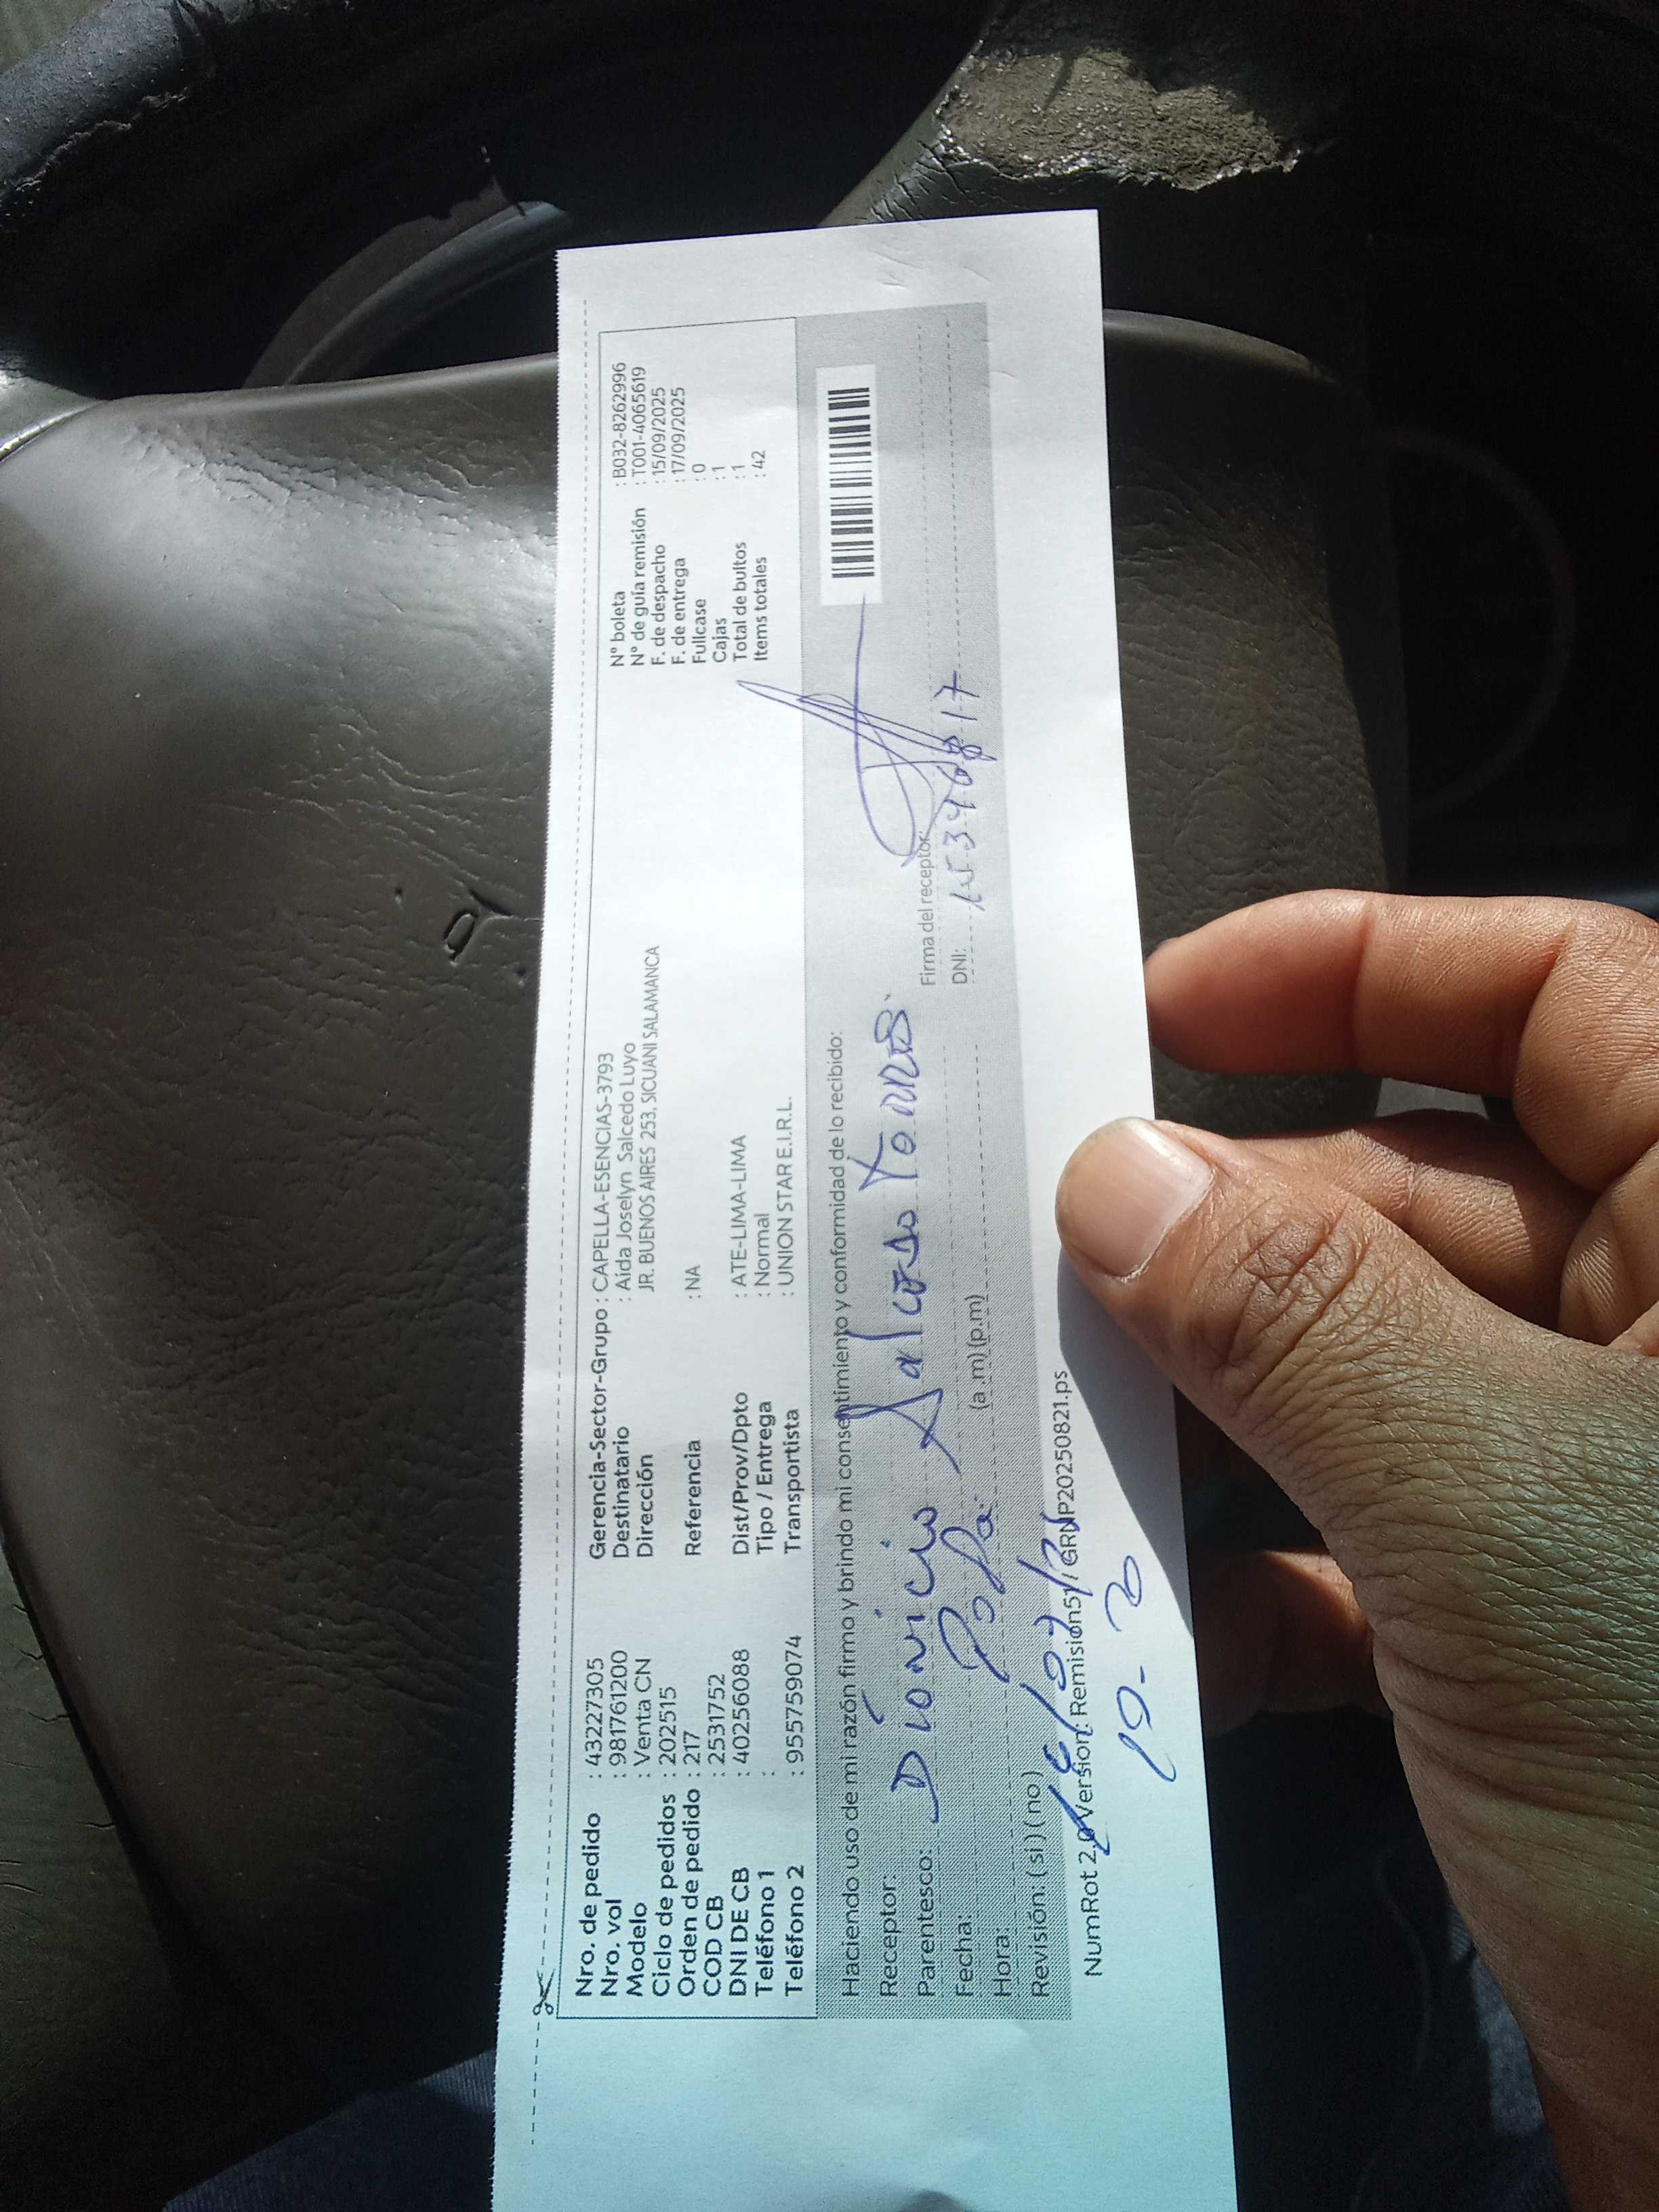 Nro. de pedido : 43227305
Nro. vol : 981761200
Modelo : Venta CN
Ciclo de pedidos : 202515
Orden de pedido : 217
COD CB : 2531752
DNI DE CB : 40256088
Teléfono 1 :
Teléfono 2 : 955759074
Gerencia-Sector-Grupo : CAPELLA-ESENCIAS-3793
Destinatario : Aida Joselyn Salcedo Luyo
Dirección JR. BUENOS AIRES 253, SICUANI SALAMANCA
Referencia : NA
Dist/Prov/Dpto : ATE-LIMA-LIMA
Tipo / Entrega : Normal
Transportista : UNION STAR E.I.R.L.
N° boleta : B032-8262996
N° de guía remisión : T001-4065619
F. de despacho : 15/09/2025
F. de entrega : 17/09/2025
Fullcase : 0
Cajas : 1
Total de bultos : 1
Items totales : 42
Haciendo uso de mi razón firmo y brindo mi consentimiento y conformidad de lo recibido:
Receptor: Dionicio Salcedo Torres
Parentesco:
Fecha:
Hora: (a.m) (p.m)
Revisión: ( si ) ( no )
Firma del receptor:
DNI: 15346817
NumRot 2.0 Version: Remision51 / GRNP20250821.ps